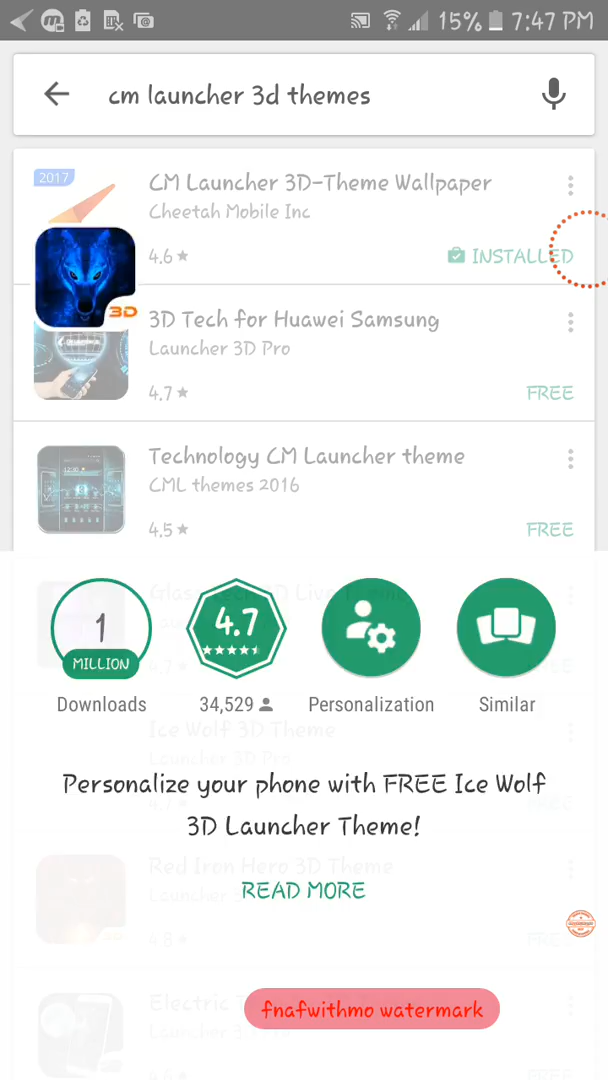 15% 7:47 PM
cm launcher 3d themes
2017
CM Launcher 3D-Theme Wallpaper
Cheetah Mobile Inc
4.6
INSTALLED
3D
3D Tech for Huawei Samsung
Launcher 3D Pro
4.7
FREE
Technology CM Launcher theme
CML themes 2016
4.5
FREE
1
MILLION
4.7
Downloads
34,529
Personalization
Similar
Ice Wolf 3D Theme
Launcher 3D Pro
Personalize your phone with FREE Ice Wolf
3D Launcher Theme!
Red Iron Hero 3D Theme
READ MORE
4.8
Electric
fnafwithmo watermark